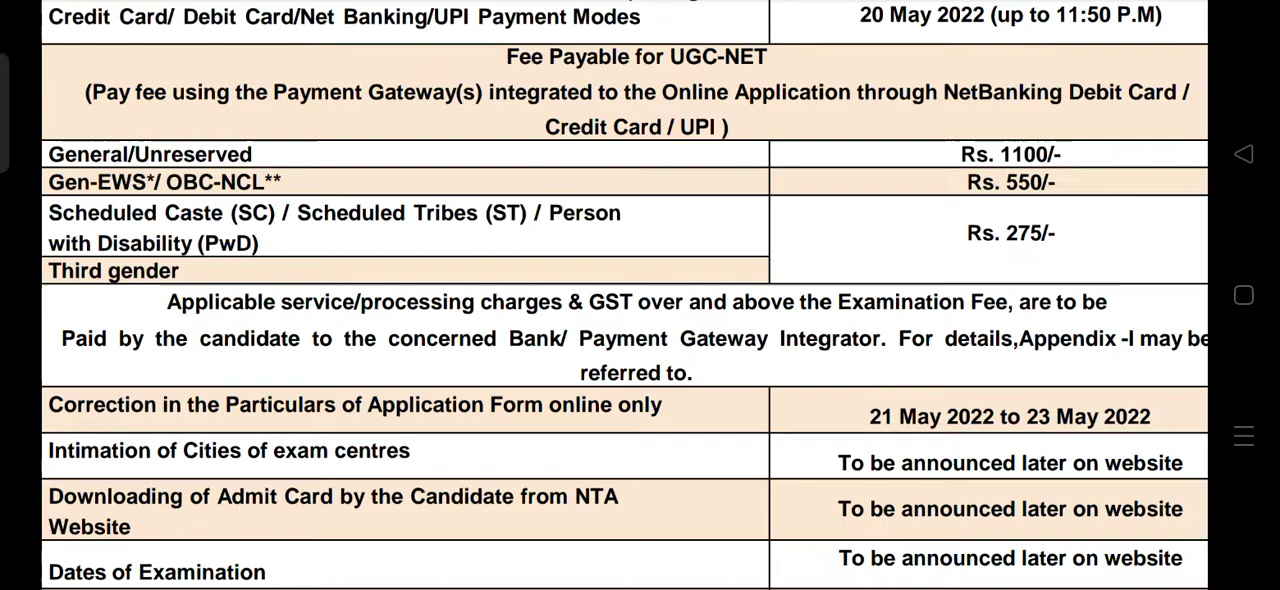 Credit Card/ Debit Card/Net Banking/UPI Payment Modes
20 May 2022 (up to 11:50 P.M)
Fee Payable for UGC-NET
(Pay fee using the Payment Gateway(s) integrated to the Online Application through NetBanking Debit Card /
Credit Card / UPI )
General/Unreserved
Rs. 1100/-
Gen-EWS*/ OBC-NCL**
Rs. 550/-
Scheduled Caste (SC) / Scheduled Tribes (ST) / Person
with Disability (PwD)
Rs. 275/-
Third gender
Applicable service/processing charges & GST over and above the Examination Fee, are to be
Paid by the candidate to the concerned Bank/ Payment Gateway Integrator. For details,Appendix -I may be
referred to.
Correction in the Particulars of Application Form online only
21 May 2022 to 23 May 2022
Intimation of Cities of exam centres
To be announced later on website
Downloading of Admit Card by the Candidate from NTA
Website
To be announced later on website
Dates of Examination
To be announced later on website